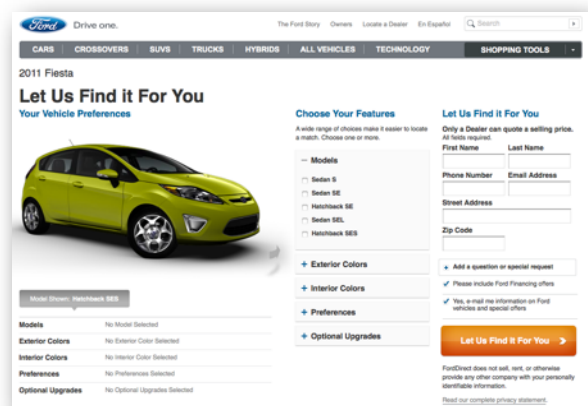 Ford
Drive one.
The Ford Story Owners Locate a Dealer En Español
Search
CARS CROSSOVERS SUVS TRUCKS HYBRIDS ALL VEHICLES TECHNOLOGY SHOPPING TOOLS
2011 Fiesta
Let Us Find it For You
Your Vehicle Preferences
Model Shown: Hatchback SES
Models No Model Selected
Exterior Colors No Exterior Color Selected
Interior Colors No Interior Color Selected
Preferences No Preferences Selected
Optional Upgrades No Optional Upgrades Selected
Choose Your Features
A wide range of choices make it easier to locate
a match. Choose one or more.
− Models
Sedan S
Sedan SE
Hatchback SE
Sedan SEL
Hatchback SES
+ Exterior Colors
+ Interior Colors
+ Preferences
+ Optional Upgrades
Let Us Find it For You
Only a Dealer can quote a selling price.
All fields required.
First Name Last Name
Phone Number Email Address
Street Address
Zip Code
+ Add a question or special request
Please include Ford Financing offers
Yes, e-mail me information on Ford
vehicles and special offers
Let Us Find it For You
FordDirect does not sell, rent, or otherwise
provide any other company with your personally
identifiable information.
Read our complete privacy statement.